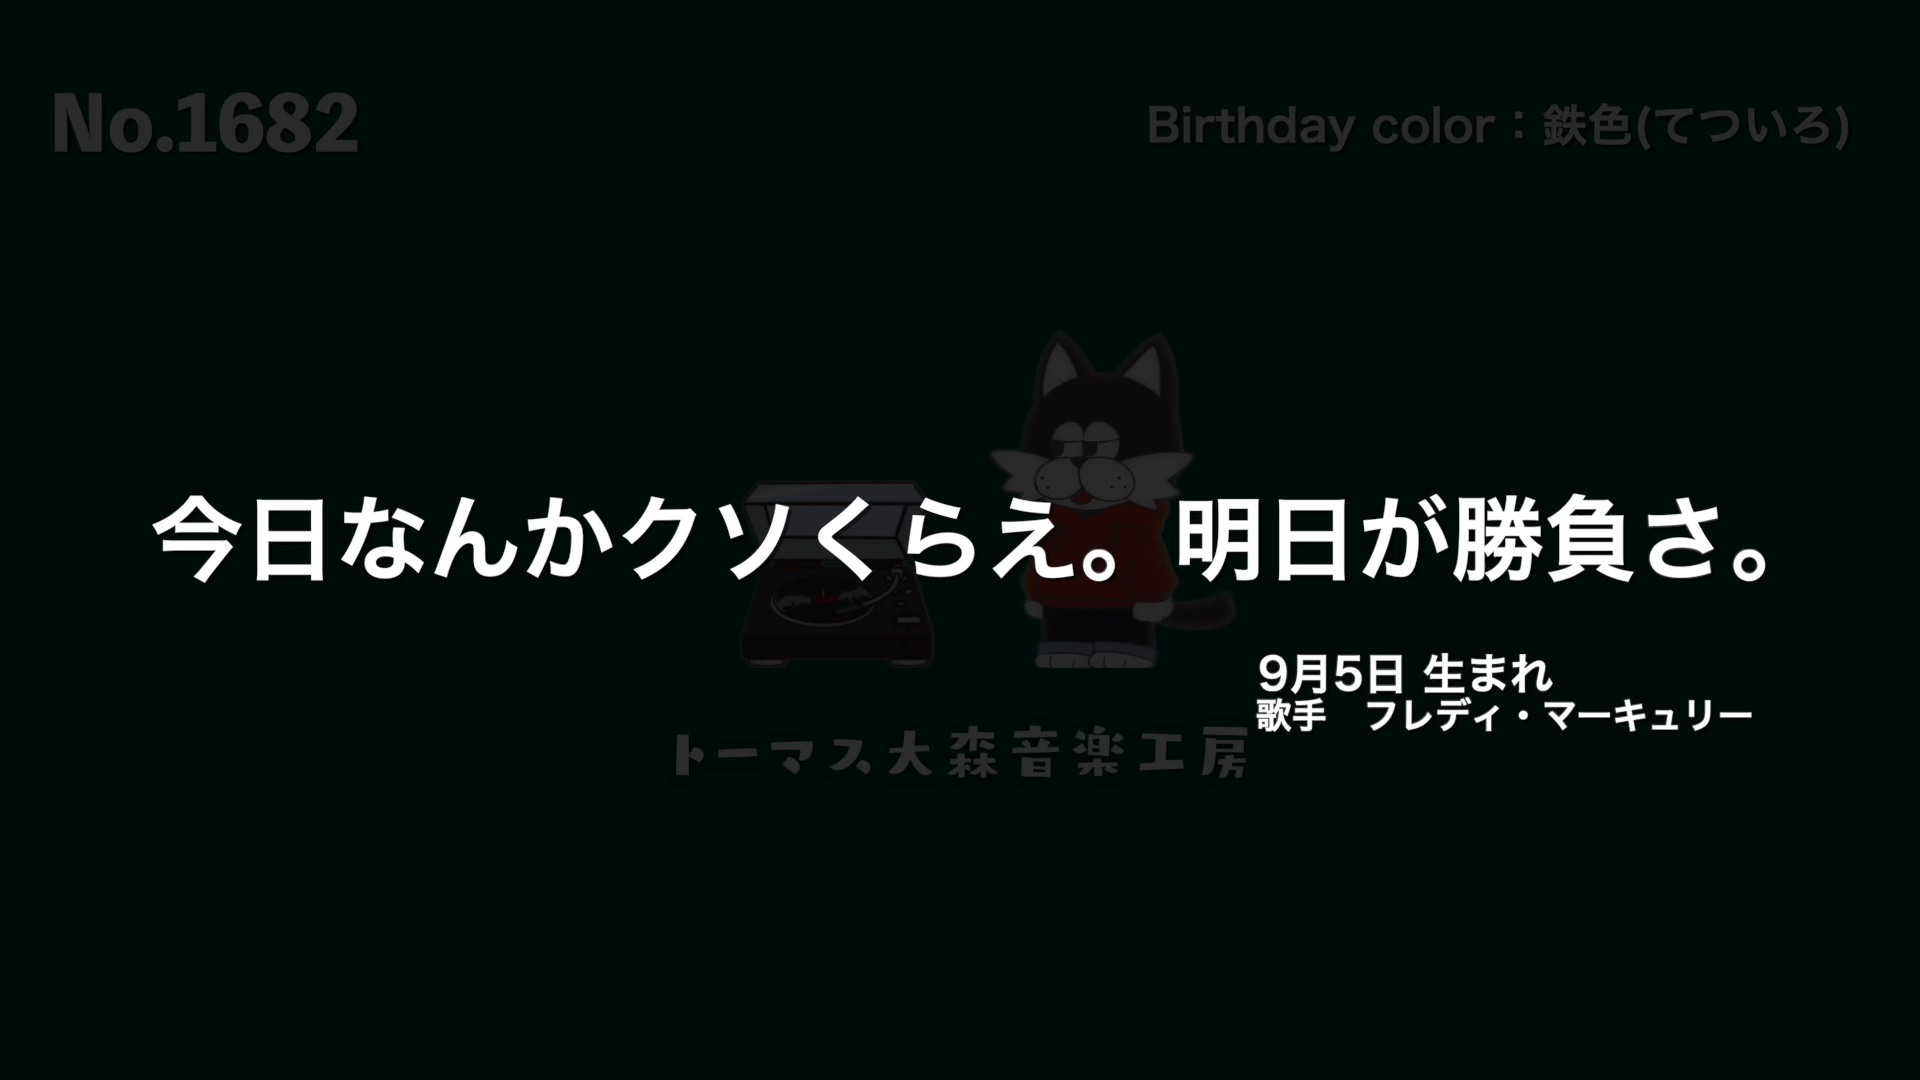 No.1682
Birthday color：鉄色(てついろ)
今日なんかクソくらえ。明日が勝負さ。
9月5日 生まれ
歌手　フレディ・マーキュリー
トーマス大森音楽工房